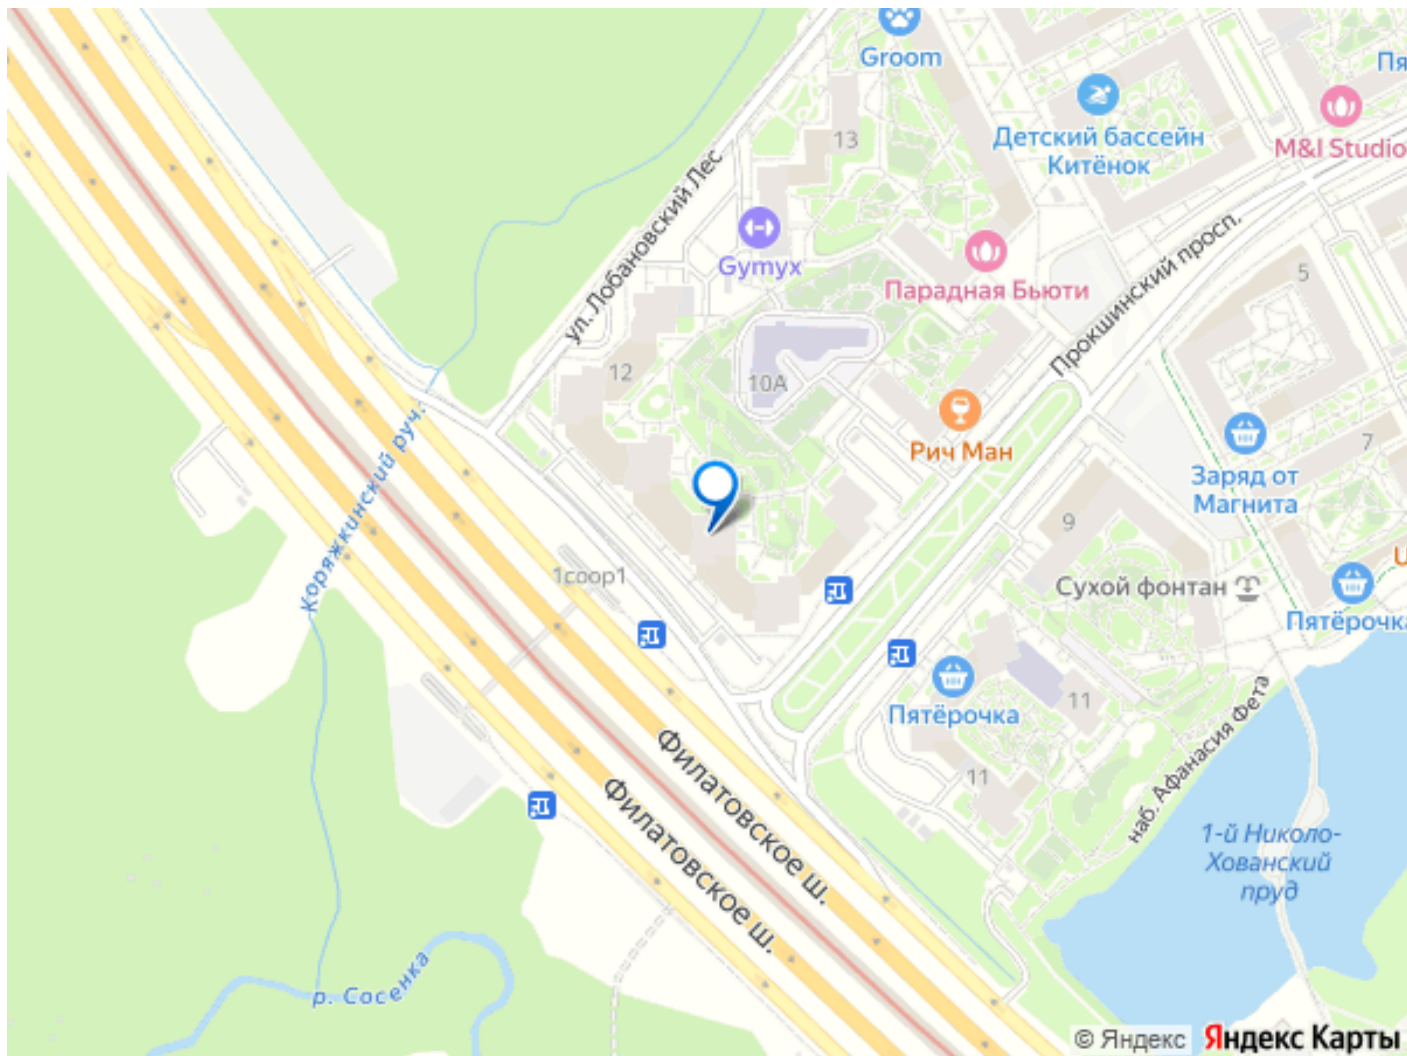 Groom
Пя
Детский бассейн
Китёнок
M&I Studio
13
ул. Лобановский Лес
Gymyx
Парадная Бьюти
Прокшинский просп.
5
12
10А
Рич Ман
7
Заряд от
Магнита
Коряжкинский руч.
9
1соор1
Сухой фонтан
Пятёрочка
Пятёрочка
11
11
наб. Афанасия Фета
Филатовское ш.
Филатовское ш.
1-й Николо-
Хованский
пруд
р. Сосенка
© Яндекс Яндекс Карты